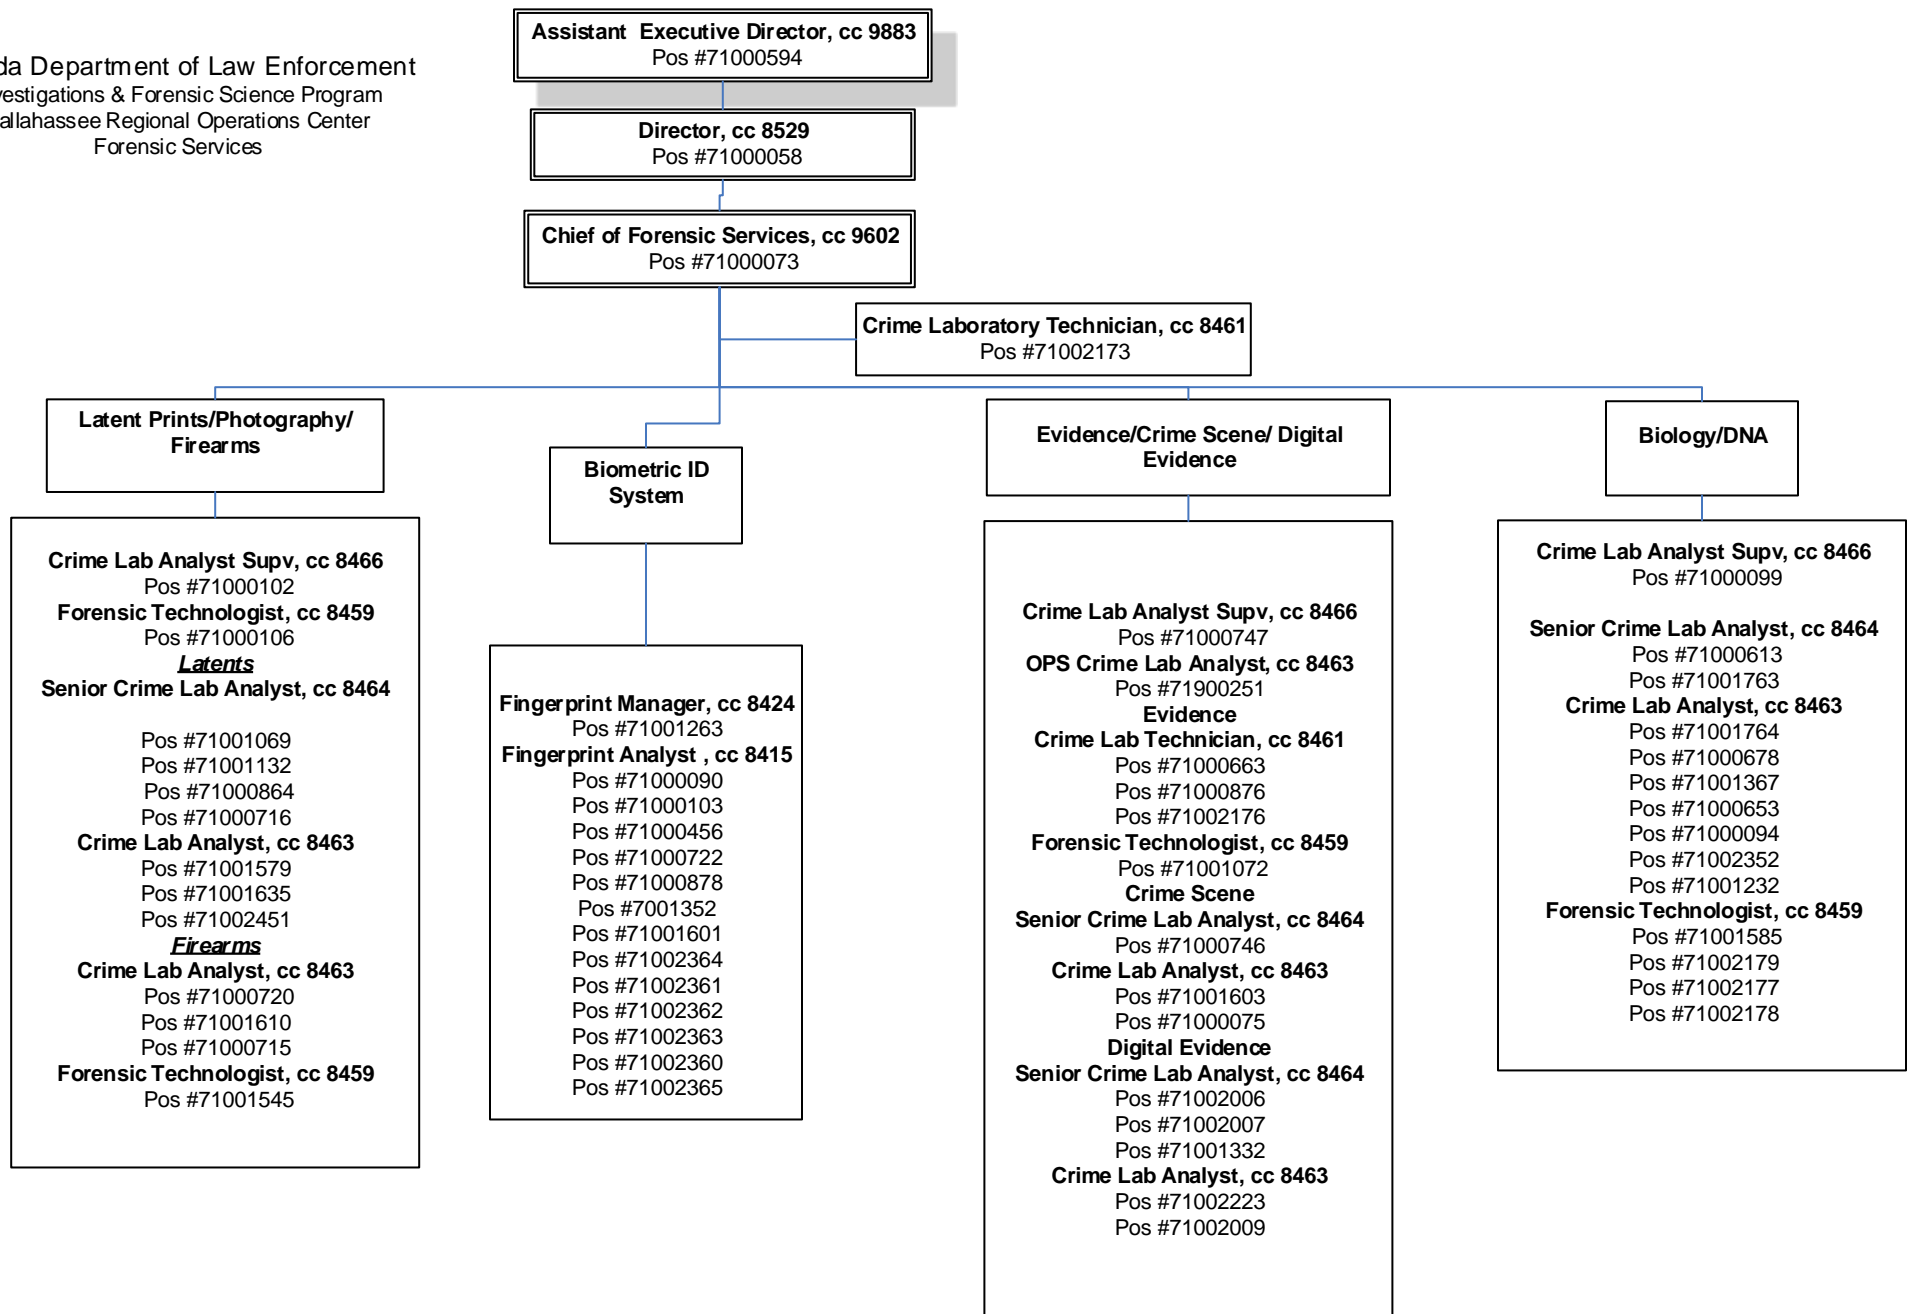 da Department of Law Enforcement
vestigations & Forensic Science Program
allahassee Regional Operations Center
Forensic Services
Assistant Executive Director, cc 9883
Pos #71000594
Director, cc 8529
Pos #71000058
Chief of Forensic Services, cc 9602
Pos #71000073
Crime Laboratory Technician, cc 8461
Pos #71002173
Latent Prints/Photography/
Firearms
Crime Lab Analyst Supv, cc 8466
Pos #71000102
Forensic Technologist, cc 8459
Pos #71000106
Latents
Senior Crime Lab Analyst, cc 8464
Pos #71001069
Pos #71001132
Pos #71000864
Pos #71000716
Crime Lab Analyst, cc 8463
Pos #71001579
Pos #71001635
Pos #71002451
Firearms
Crime Lab Analyst, cc 8463
Pos #71000720
Pos #71001610
Pos #71000715
Forensic Technologist, cc 8459
Pos #71001545
Biometric ID
System
Fingerprint Manager, cc 8424
Pos #71001263
Fingerprint Analyst , cc 8415
Pos #71000090
Pos #71000103
Pos #71000456
Pos #71000722
Pos #71000878
Pos #7001352
Pos #71001601
Pos #71002364
Pos #71002361
Pos #71002362
Pos #71002363
Pos #71002360
Pos #71002365
Evidence/Crime Scene/ Digital
Evidence
Crime Lab Analyst Supv, cc 8466
Pos #71000747
OPS Crime Lab Analyst, cc 8463
Pos #71900251
Evidence
Crime Lab Technician, cc 8461
Pos #71000663
Pos #71000876
Pos #71002176
Forensic Technologist, cc 8459
Pos #71001072
Crime Scene
Senior Crime Lab Analyst, cc 8464
Pos #71000746
Crime Lab Analyst, cc 8463
Pos #71001603
Pos #71000075
Digital Evidence
Senior Crime Lab Analyst, cc 8464
Pos #71002006
Pos #71002007
Pos #71001332
Crime Lab Analyst, cc 8463
Pos #71002223
Pos #71002009
Biology/DNA
Crime Lab Analyst Supv, cc 8466
Pos #71000099
Senior Crime Lab Analyst, cc 8464
Pos #71000613
Pos #71001763
Crime Lab Analyst, cc 8463
Pos #71001764
Pos #71000678
Pos #71001367
Pos #71000653
Pos #71000094
Pos #71002352
Pos #71001232
Forensic Technologist, cc 8459
Pos #71001585
Pos #71002179
Pos #71002177
Pos #71002178